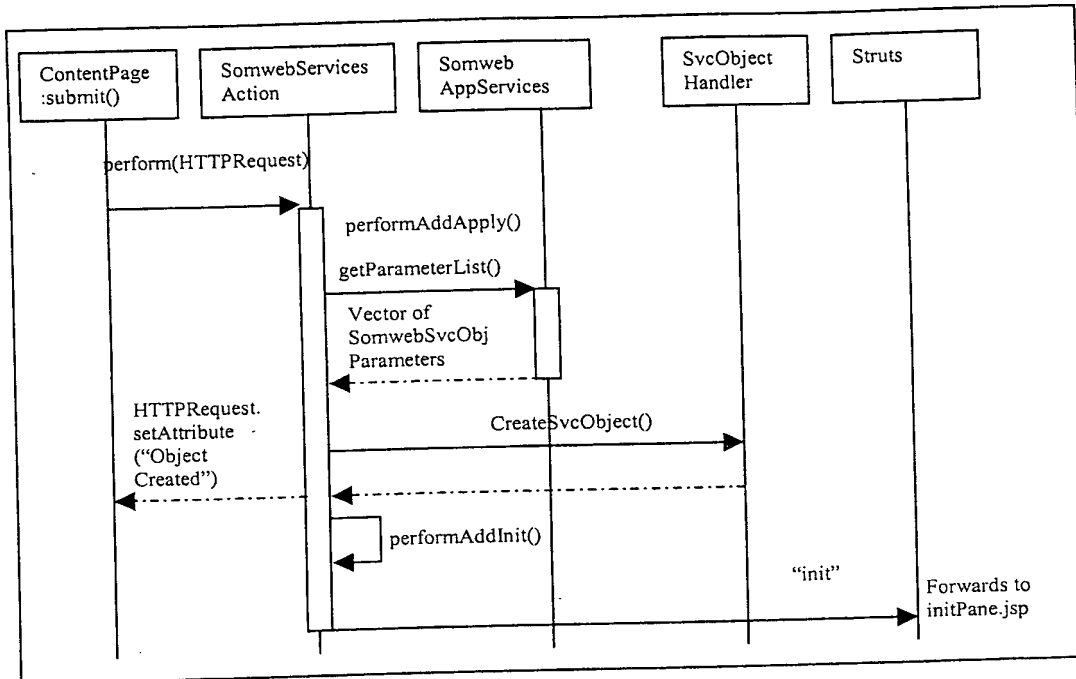 ContentPage
:submit()
SomwebServices
Action
Somweb
AppServices
SvcObject
Handler
Struts
perform(HTTPRequest)
performAddApply()
getParameterList()
Vector of
SomwebSvcObj
Parameters
HTTPRequest.
setAttribute
(“Object
Created”)
CreateSvcObject()
performAddInit()
“init”
Forwards to
initPane.jsp